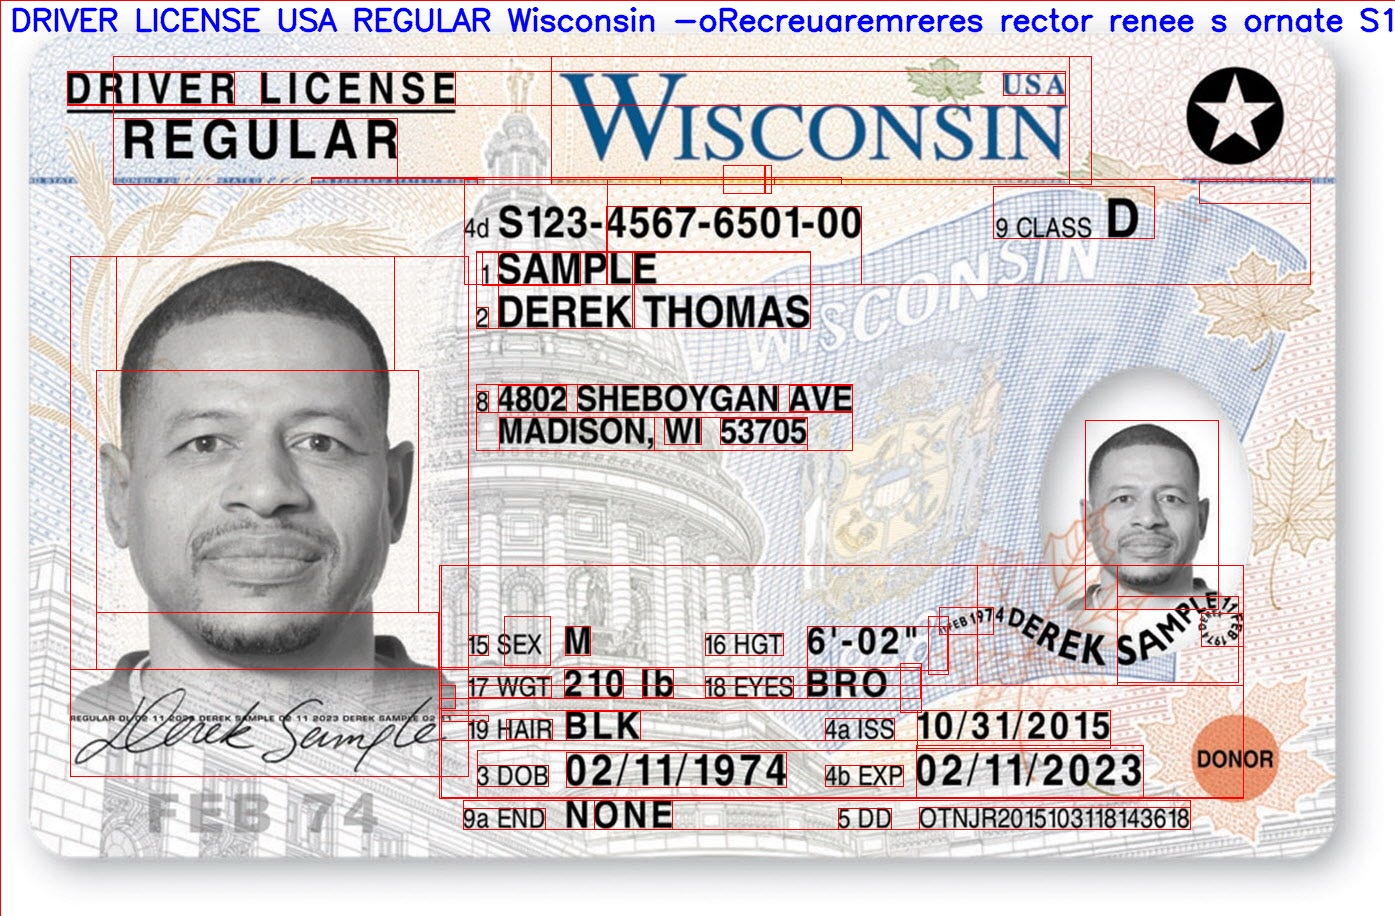 DRIVER LICENSE USA REGULAR Wisconsin —oRecreuaremreres rector renee s ornate S1
DRIVER LICENSE
REGULAR
WISCONSIN
USA
4d S123-4567-6501-00
9 CLASS D
1 SAMPLE
2 DEREK THOMAS
WISCONSIN
8 4802 SHEBOYGAN AVE
MADISON, WI 53705
11 FEB 1974 DEREK SAMPLE 11 FEB 1974
15 SEX M 16 HGT 6'-02"
17 WGT 210 lb 18 EYES BRO
19 HAIR BLK 4a ISS 10/31/2015
3 DOB 02/11/1974 4b EXP 02/11/2023
9a END NONE 5 DD OTNJR2015103118143618
DONOR
REGULAR DL 02 11 2023 DEREK SAMPLE 02 11 2023 DEREK SAMPLE 02 11
Derek Sample
FEB 74